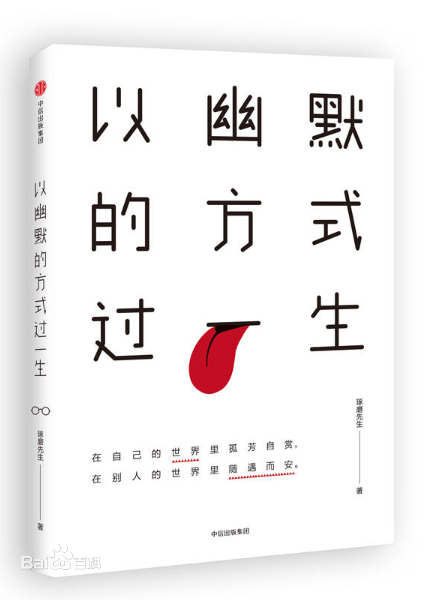 以幽默
的方式
过一生
在自己的世界里孤芳自赏，
在别人的世界里随遇而安。
琢磨先生
著
中信出版集团
中信出版集团
以幽默的方式过一生
琢磨先生
著
Bai百科